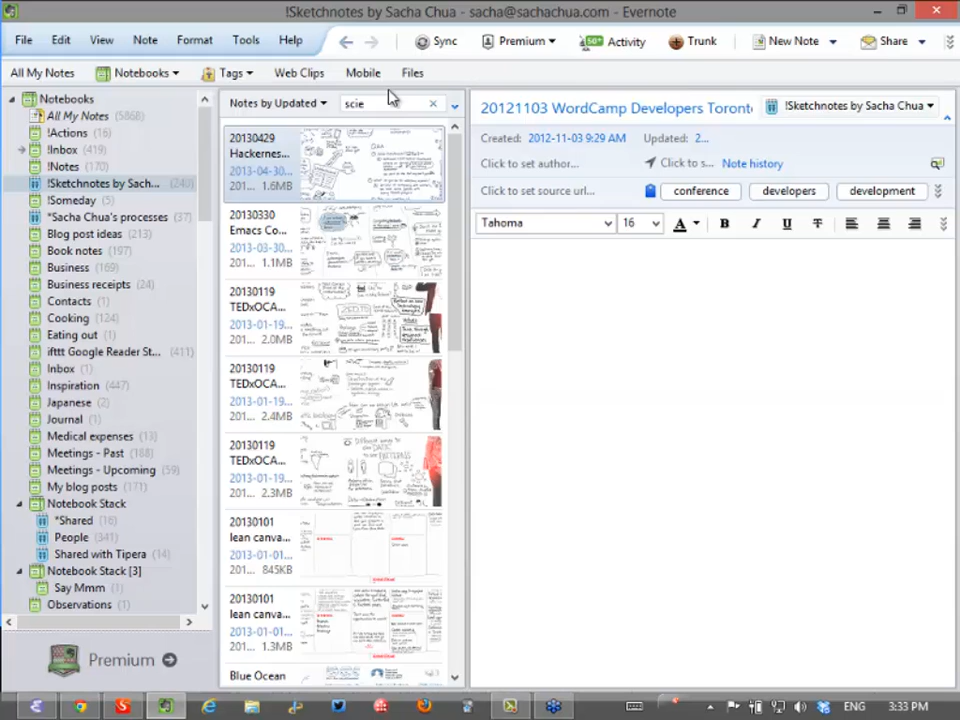 !Sketchnotes by Sacha Chua - sacha@sachachua.com - Evernote
File Edit View Note Format Tools Help
Sync Premium 50+ Activity Trunk New Note Share
All My Notes Notebooks Tags Web Clips Mobile Files
Notebooks
All My Notes (5868)
!Actions (16)
!Inbox (419)
!Notes (170)
!Sketchnotes by Sach... (240)
!Someday (5)
*Sacha Chua's processes (37)
Blog post ideas (213)
Book notes (197)
Business (169)
Business receipts (24)
Contacts (1)
Cooking (124)
Eating out (1)
ifttt Google Reader St... (411)
Inbox (1)
Inspiration (447)
Japanese (2)
Journal (1)
Medical expenses (13)
Meetings - Past (188)
Meetings - Upcoming (59)
My blog posts (171)
Notebook Stack
*Shared (16)
People (341)
Shared with Tipera (14)
Notebook Stack [3]
Say Mmm (1)
Observations (1)
Premium
Notes by Updated scie
20130429
Hackernes...
2013-04-30...
201... 1.6MB
20130330
Emacs Co...
2013-03-30...
201... 1.1MB
20130119
TEDxOCA...
2013-01-19...
201... 2.0MB
20130119
TEDxOCA...
2013-01-19...
201... 2.4MB
20130119
TEDxOCA...
2013-01-19...
201... 2.3MB
20130101
lean canva...
2013-01-01...
201... 845KB
20130101
lean canva...
2013-01-01...
201... 1.3MB
Blue Ocean
20121103 WordCamp Developers Toront
!Sketchnotes by Sacha Chua
Created: 2012-11-03 9:29 AM Updated: 2...
Click to set author... Click to s... Note history
Click to set source url... conference developers development
Tahoma 16 A B I U T
ENG 3:33 PM